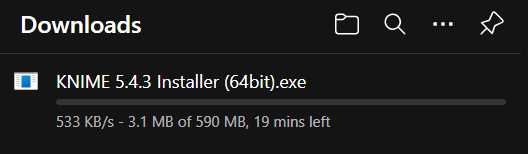 Downloads
KNIME 5.4.3 Installer (64bit).exe
533 KB/s - 3.1 MB of 590 MB, 19 mins left